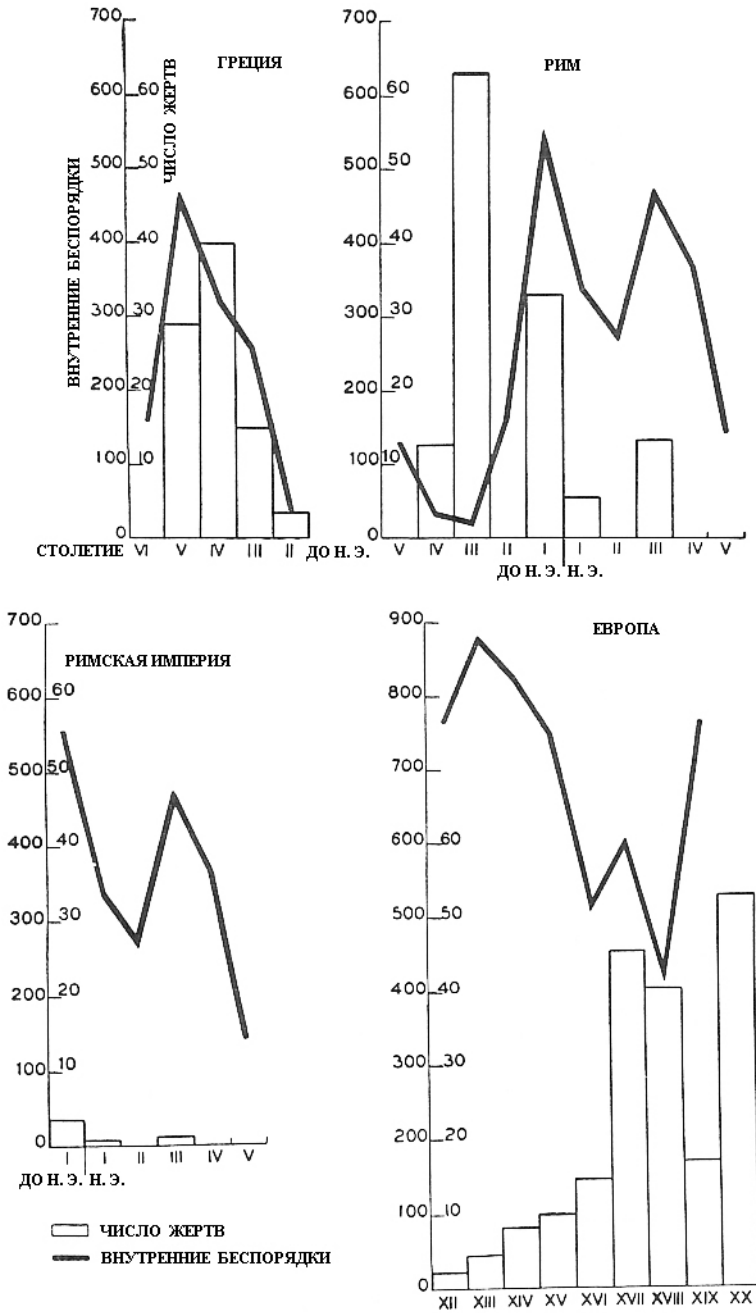 700
600 60
500 50
400 40
300 30
200 20
100 10
0
ВНУТРЕННИЕ БЕСПОРЯДКИ
ЧИСЛО ЖЕРТВ
ГРЕЦИЯ
СТОЛЕТИЕ VI V IV III II ДО Н. Э.
700
600 60
500 50
400 40
300 30
200 20
100 10
0
РИМ
V IV III II I I II III IV V
ДО Н. Э. Н. Э.
700
600 60
500 50
400 40
300 30
200 20
100 10
0
РИМСКАЯ ИМПЕРИЯ
I I II III IV V
ДО Н. Э. Н. Э.
900
800
700
600 60
500 50
400 40
300 30
200 20
100 10
0
ЕВРОПА
XII XIII XIV XV XVI XVII XVIII XIX XX
ЧИСЛО ЖЕРТВ
ВНУТРЕННИЕ БЕСПОРЯДКИ